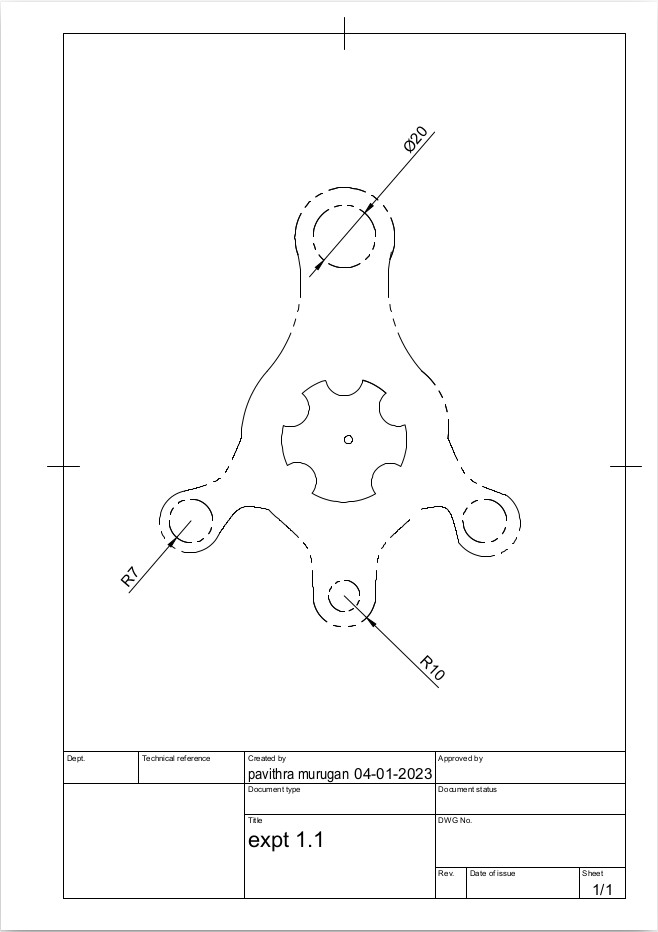 Ø20
R7
R10
Dept.
Technical reference
Created by
Approved by
pavithra murugan 04-01-2023
Document type
Document status
Title
DWG No.
expt 1.1
Rev.
Date of issue
Sheet
1/1